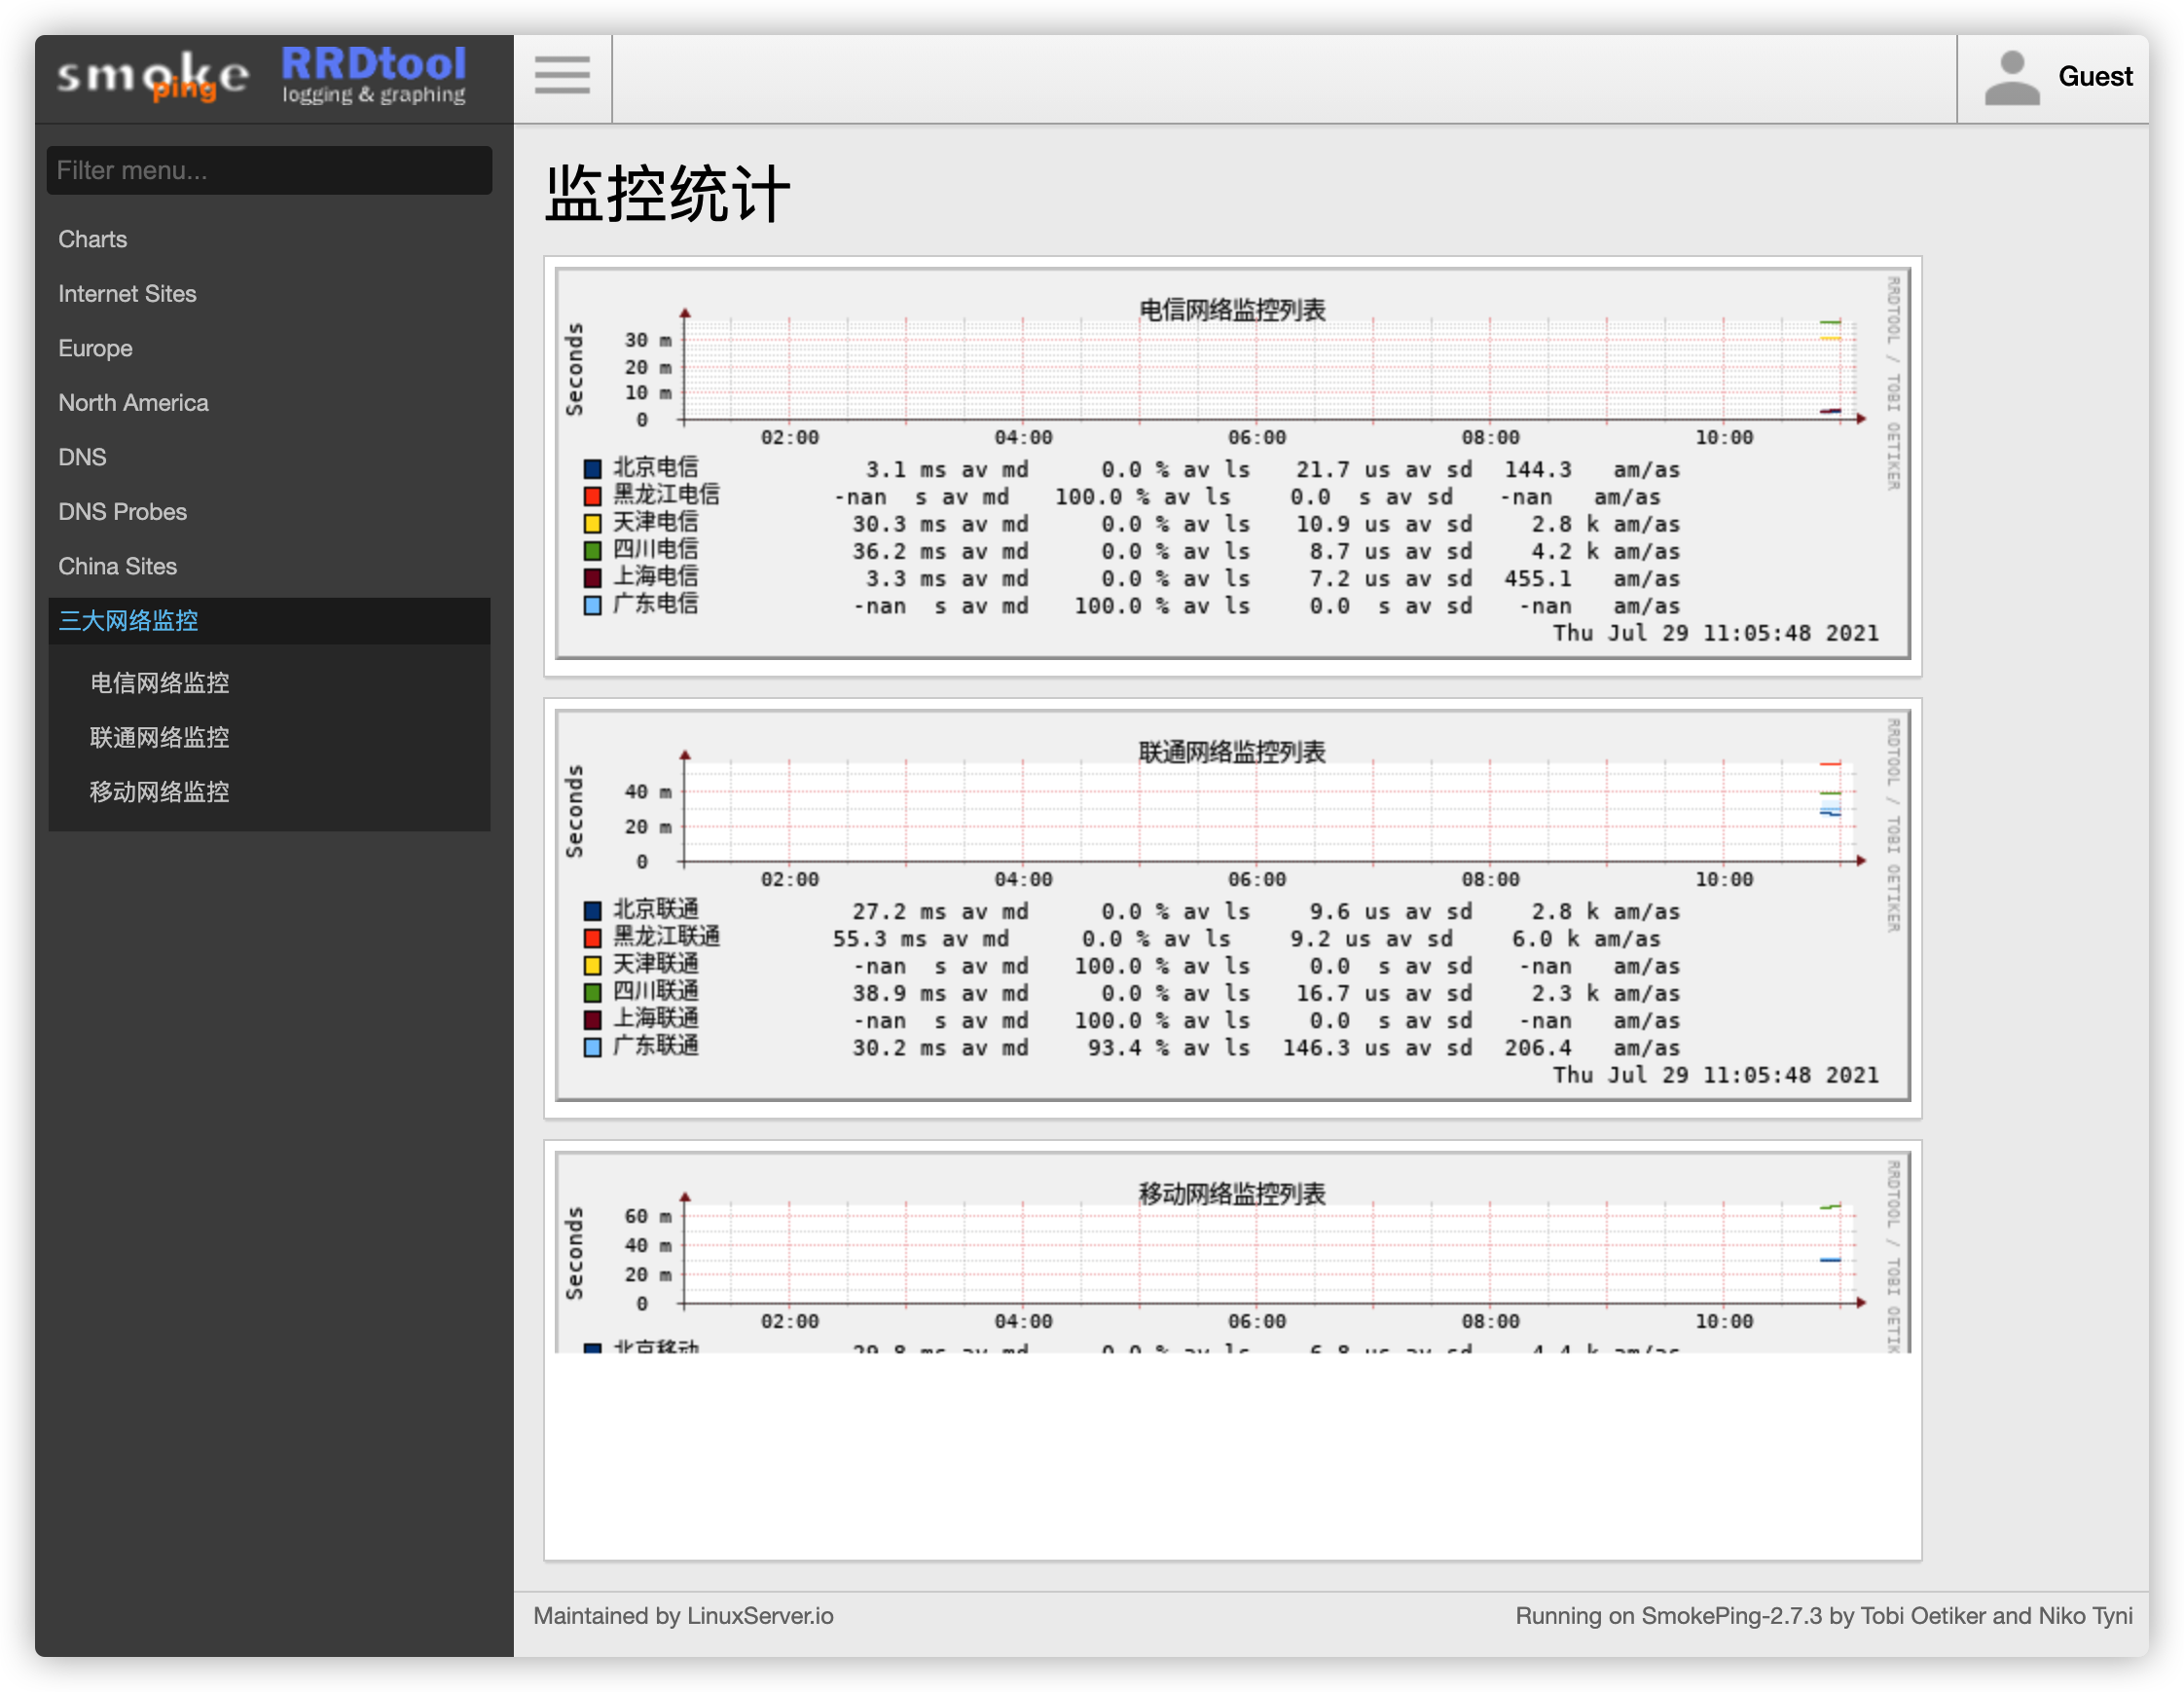 smokeping
RRDtool
logging & graphing
Guest
Filter menu...
Charts
Internet Sites
Europe
North America
DNS
DNS Probes
China Sites
三大网络监控
电信网络监控
联通网络监控
移动网络监控
监控统计
电信网络监控列表
RRDTOOL / TOBI OETIKER
Seconds
30 m
20 m
10 m
0
02:00 04:00 06:00 08:00 10:00
北京电信 3.1 ms av md 0.0 % av ls 21.7 us av sd 144.3 am/as
黑龙江电信 -nan s av md 100.0 % av ls 0.0 s av sd -nan am/as
天津电信 30.3 ms av md 0.0 % av ls 10.9 us av sd 2.8 k am/as
四川电信 36.2 ms av md 0.0 % av ls 8.7 us av sd 4.2 k am/as
上海电信 3.3 ms av md 0.0 % av ls 7.2 us av sd 455.1 am/as
广东电信 -nan s av md 100.0 % av ls 0.0 s av sd -nan am/as
Thu Jul 29 11:05:48 2021
联通网络监控列表
RRDTOOL / TOBI OETIKER
Seconds
40 m
20 m
0
02:00 04:00 06:00 08:00 10:00
北京联通 27.2 ms av md 0.0 % av ls 9.6 us av sd 2.8 k am/as
黑龙江联通 55.3 ms av md 0.0 % av ls 9.2 us av sd 6.0 k am/as
天津联通 -nan s av md 100.0 % av ls 0.0 s av sd -nan am/as
四川联通 38.9 ms av md 0.0 % av ls 16.7 us av sd 2.3 k am/as
上海联通 -nan s av md 100.0 % av ls 0.0 s av sd -nan am/as
广东联通 30.2 ms av md 93.4 % av ls 146.3 us av sd 206.4 am/as
Thu Jul 29 11:05:48 2021
移动网络监控列表
RRDTOOL / TOBI OETIK
Seconds
60 m
40 m
20 m
0
02:00 04:00 06:00 08:00 10:00
北京移动 29.8 ms av md 0.0 % av ls 6.8 us av sd 4.4 k am/as
Maintained by LinuxServer.io
Running on SmokePing-2.7.3 by Tobi Oetiker and Niko Tyni